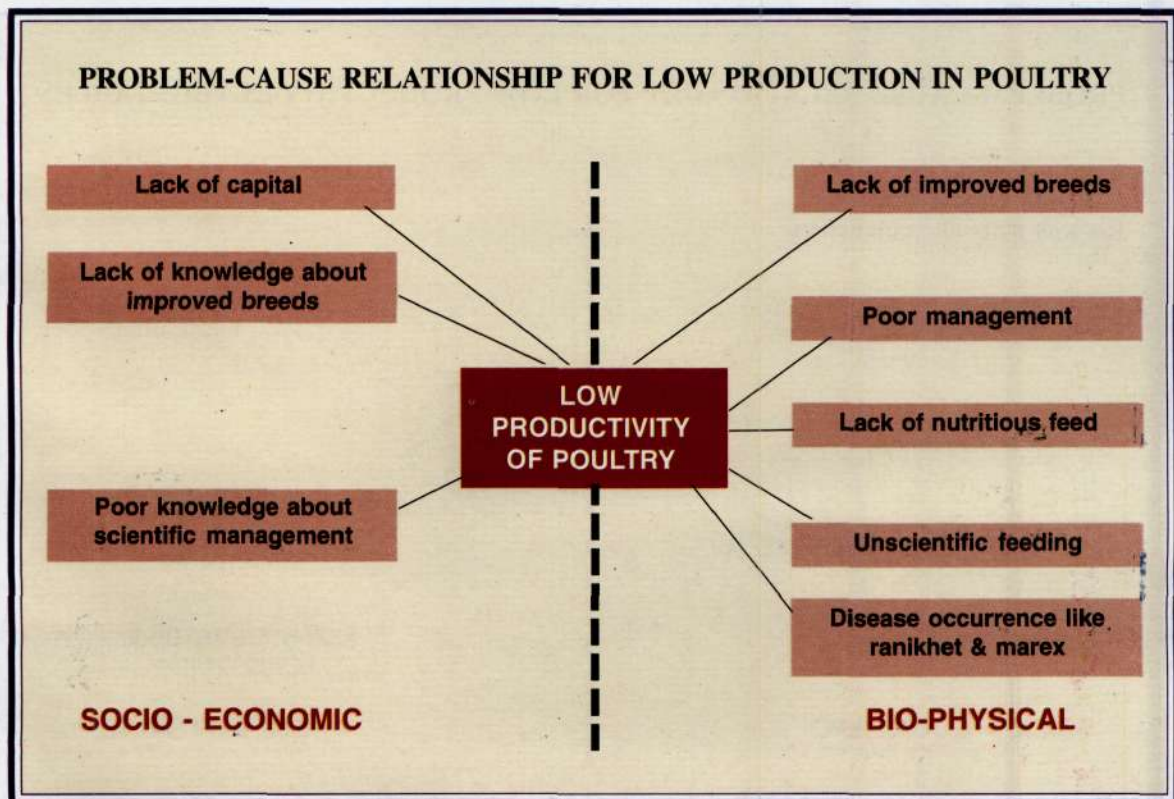 PROBLEM-CAUSE RELATIONSHIP FOR LOW PRODUCTION IN POULTRY
Lack of capital
Lack of knowledge about
improved breeds
Poor knowledge about
scientific management
SOCIO - ECONOMIC
LOW
PRODUCTIVITY
OF POULTRY
Lack of improved breeds
Poor management
Lack of nutritious feed
Unscientific feeding
Disease occurrence like
ranikhet & marex
BIO-PHYSICAL